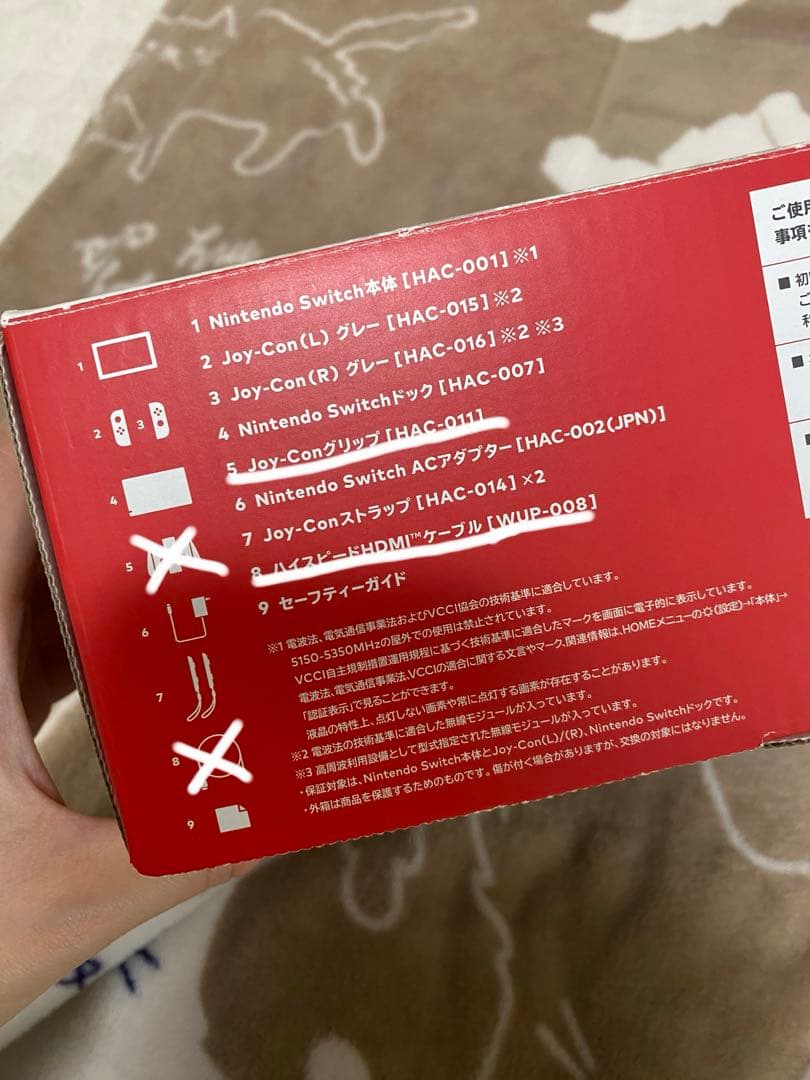 1 Nintendo Switch本体 [HAC-001] ※1
2 Joy-Con(L) グレー [HAC-015] ※2
3 Joy-Con(R) グレー [HAC-016] ※2 ※3
4 Nintendo Switchドック [HAC-007]
5 Joy-Conグリップ [HAC-011]
6 Nintendo Switch ACアダプター [HAC-002(JPN)]
7 Joy-Conストラップ [HAC-014] ×2
8 ハイスピードHDMI™ケーブル [WUP-008]
9 セーフティーガイド
1
2
3
4
5
6
7
8
9
※1 電波法、電気通信事業法およびVCCI協会の技術基準に適合しています。
5150-5350MHzの屋外での使用は禁止されています。
VCCI自主規制措置運用規程に基づく技術基準に適合したマークを画面に電子的に表示しています。
電波法、電気通信事業法、VCCIの適合に関する文言やマーク、関連情報は、HOMEメニューの(設定)→「本体」→
「認証表示」で見ることができます。
液晶の特性上、点灯しない画素や常に点灯する画素が存在することがあります。
※2 電波法の技術基準に適合した無線モジュールが入っています。
※3 高周波利用設備として型式指定された無線モジュールが入っています。
・保証対象は、Nintendo Switch本体とJoy-Con(L)/(R)、Nintendo Switchドックです。
・外箱は商品を保護するためのものです。傷が付く場合がありますが、交換の対象にはなりません。
ご使用
事項
■ 初
ご